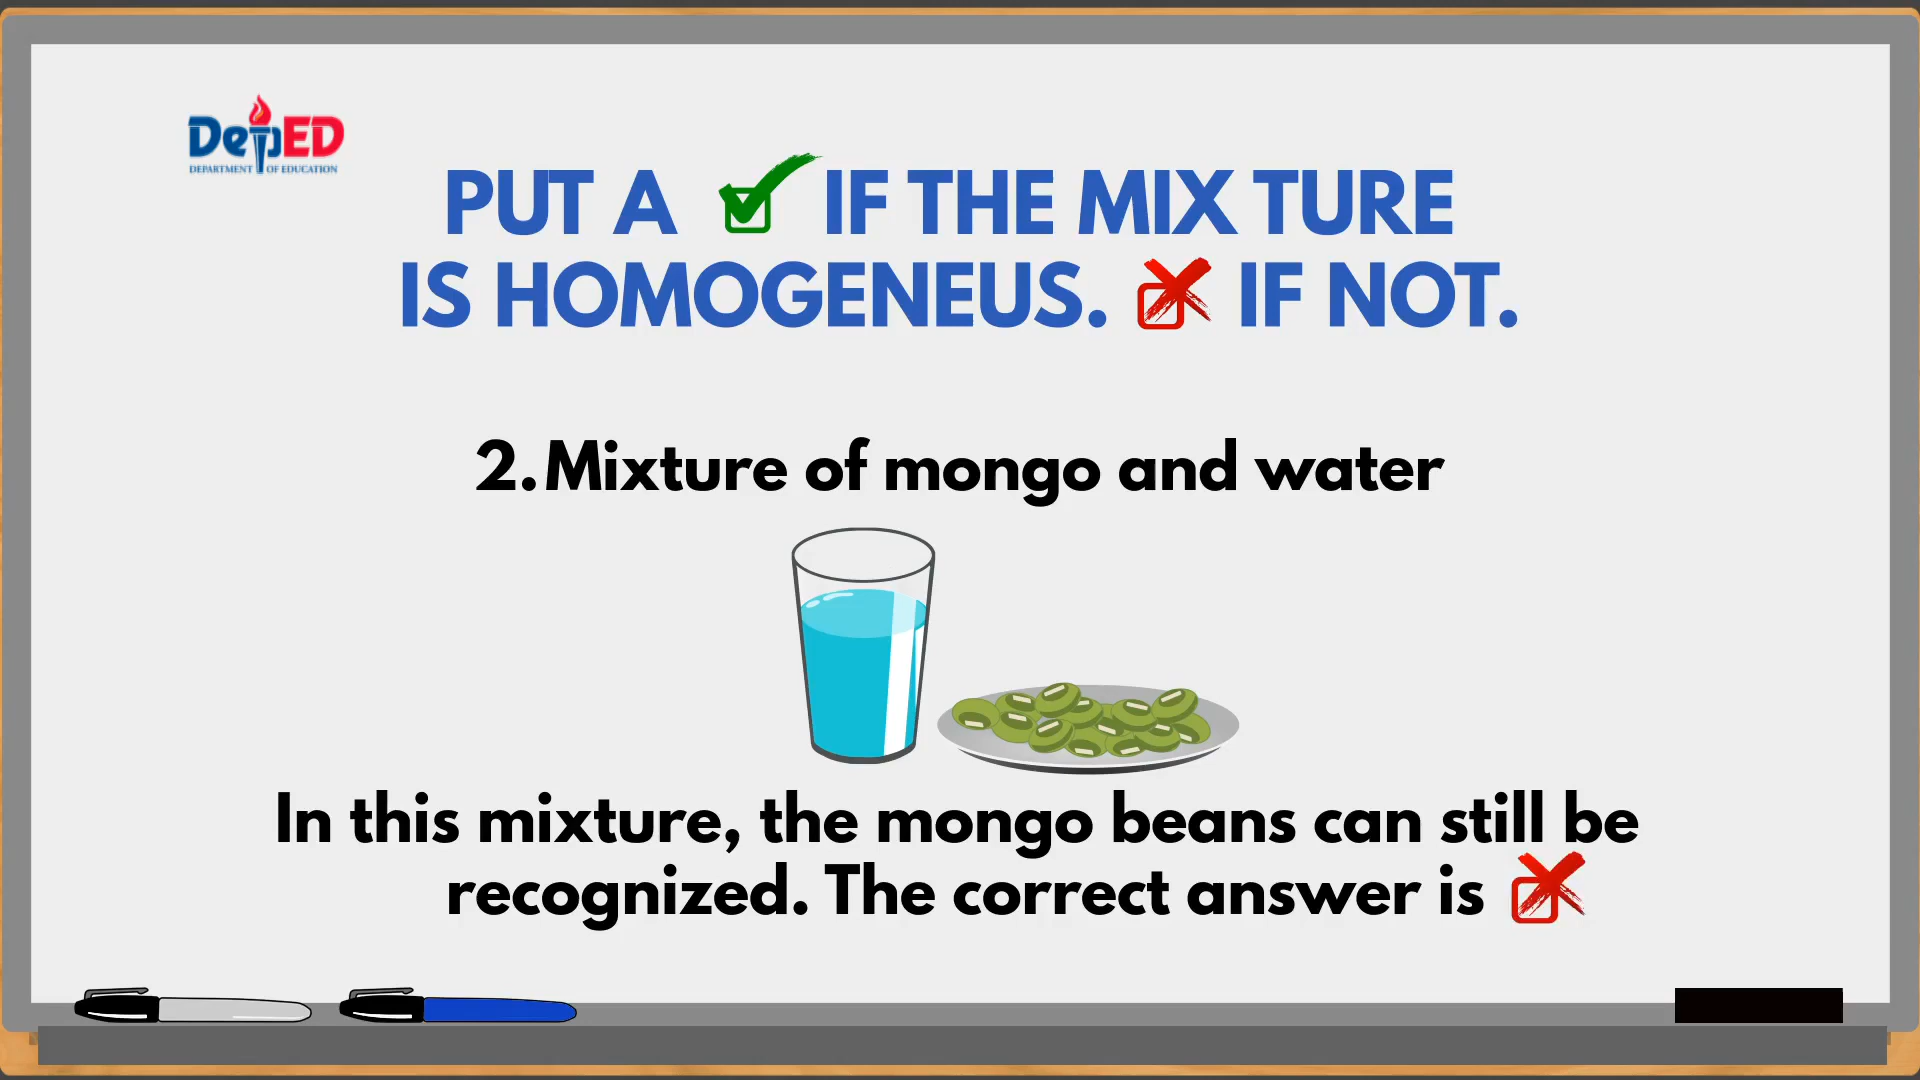 DepED
DEPARTMENT OF EDUCATION
PUT A IF THE MIX TURE
IS HOMOGENEUS. IF NOT.
2. Mixture of mongo and water
In this mixture, the mongo beans can still be
recognized. The correct answer is